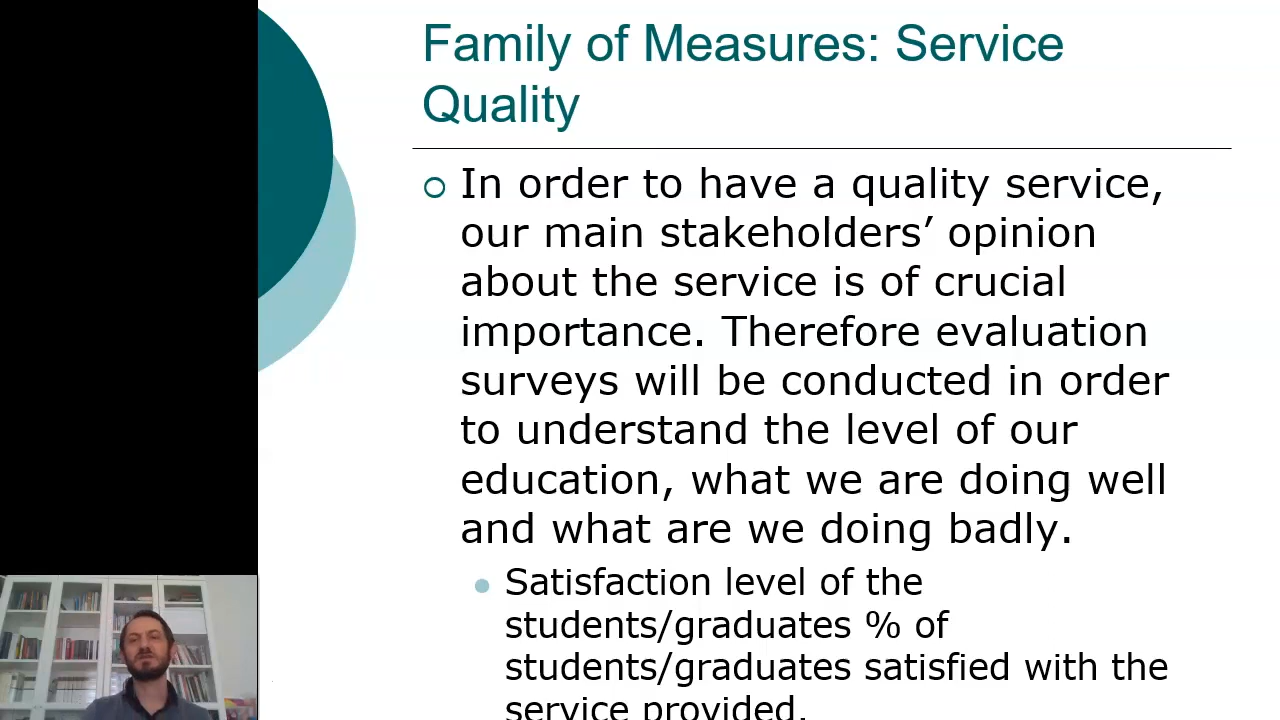 Family of Measures: Service
Quality
In order to have a quality service,
our main stakeholders’ opinion
about the service is of crucial
importance. Therefore evaluation
surveys will be conducted in order
to understand the level of our
education, what we are doing well
and what are we doing badly.
Satisfaction level of the
students/graduates % of
students/graduates satisfied with the
service provided.